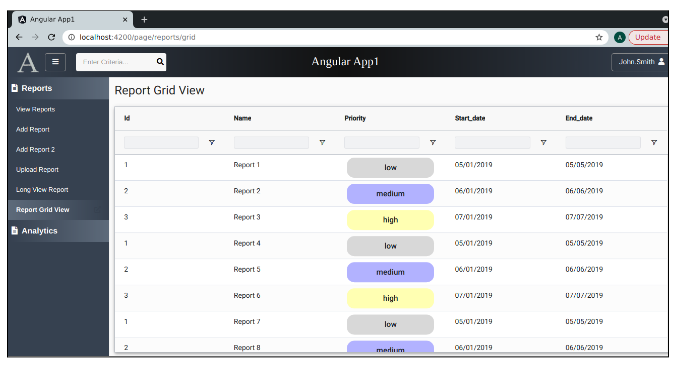 Angular App1
localhost:4200/page/reports/grid
A
Update
A
Enter Criteria...
Angular App1
John.Smith
Reports
View Reports
Add Report
Add Report 2
Upload Report
Long View Report
Report Grid View
Analytics
Report Grid View
Id Name Priority Start_date End_date
1 Report 1 low 05/01/2019 05/05/2019
2 Report 2 medium 06/01/2019 06/06/2019
3 Report 3 high 07/01/2019 07/07/2019
1 Report 4 low 05/01/2019 05/05/2019
2 Report 5 medium 06/01/2019 06/06/2019
3 Report 6 high 07/01/2019 07/07/2019
1 Report 7 low 05/01/2019 05/05/2019
2 Report 8 medium 06/01/2019 06/06/2019